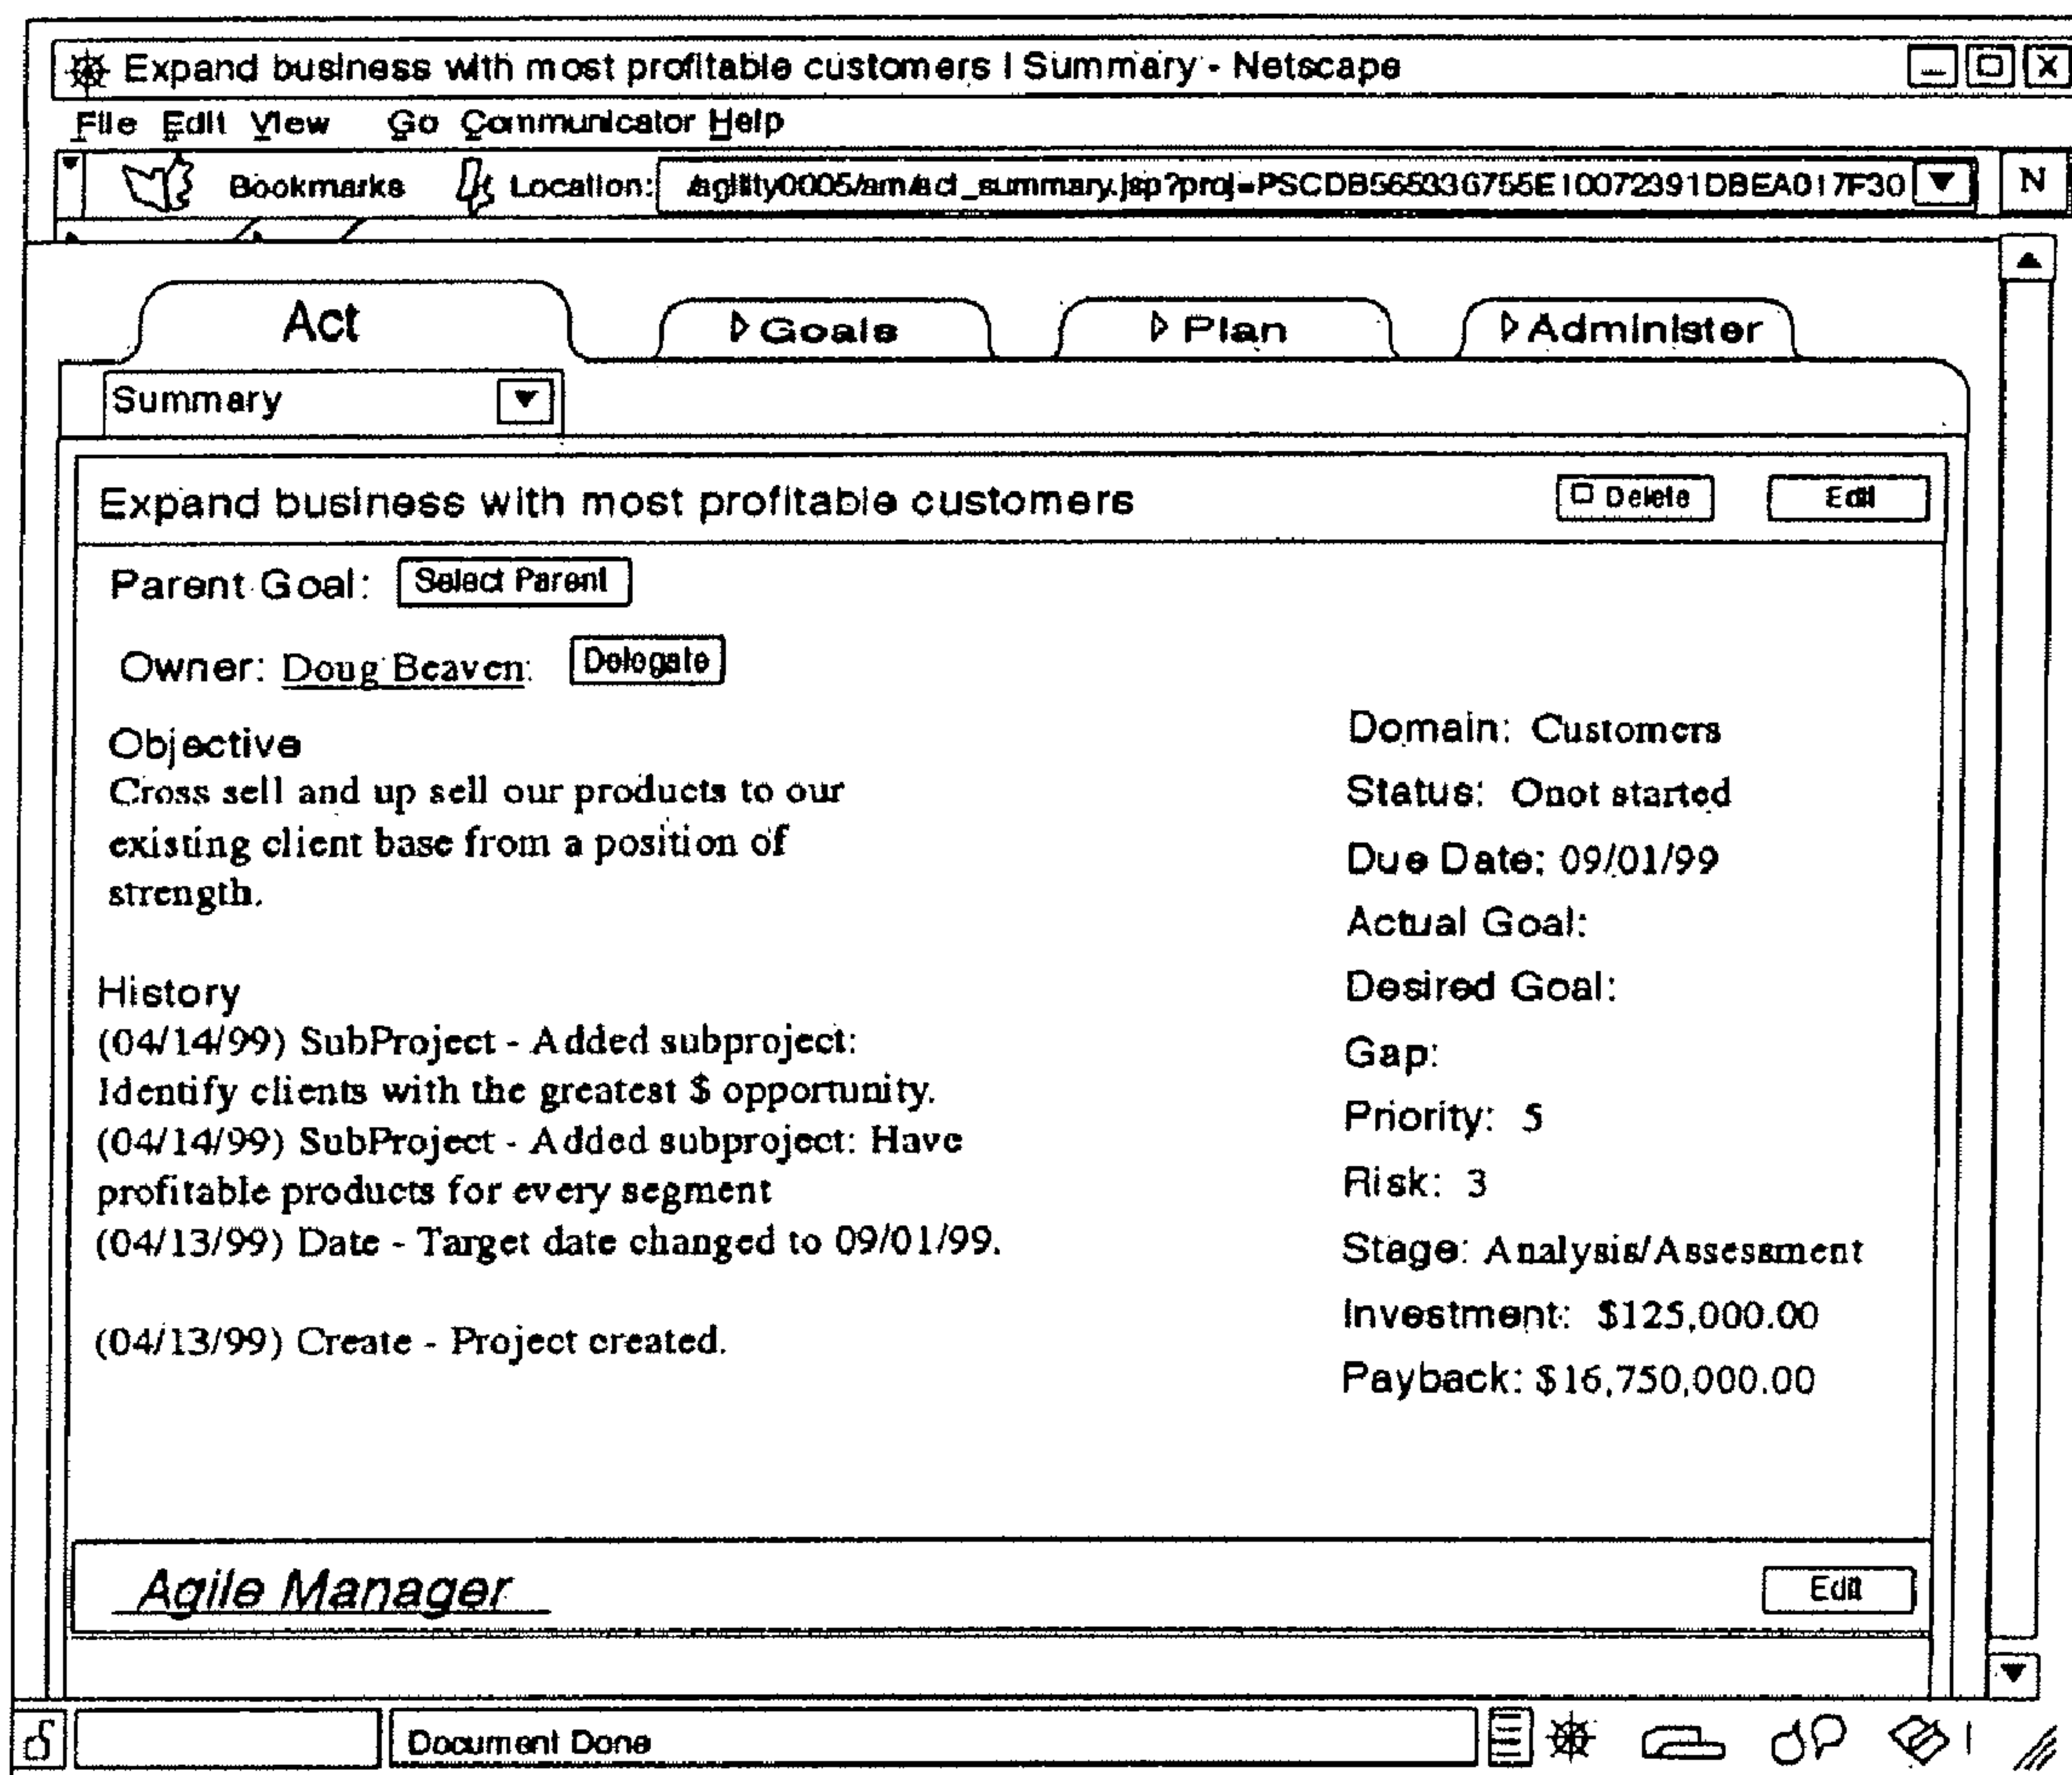 Expand business with most profitable customers | Summary - Netscape
File Edit View Go Communicator Help
Bookmarks Location: /agility0005/am/act_summary.jsp?proj=PSCDB565336755E10072391DBEA017F30 N
Act Goals Plan Administer
Summary
Expand business with most profitable customers Delete Edit
Parent Goal: Select Parent
Owner: Doug Beaven: Delegate
Objective
Cross sell and up sell our products to our
existing client base from a position of
strength.
History
(04/14/99) SubProject - Added subproject:
Identify clients with the greatest $ opportunity.
(04/14/99) SubProject - Added subproject: Have
profitable products for every segment
(04/13/99) Date - Target date changed to 09/01/99.
(04/13/99) Create - Project created.
Domain: Customers
Status: Onot started
Due Date: 09/01/99
Actual Goal:
Desired Goal:
Gap:
Priority: 5
Risk: 3
Stage: Analysis/Assessment
Investment: $125,000.00
Payback: $16,750,000.00
Agile Manager Edit
Document Done